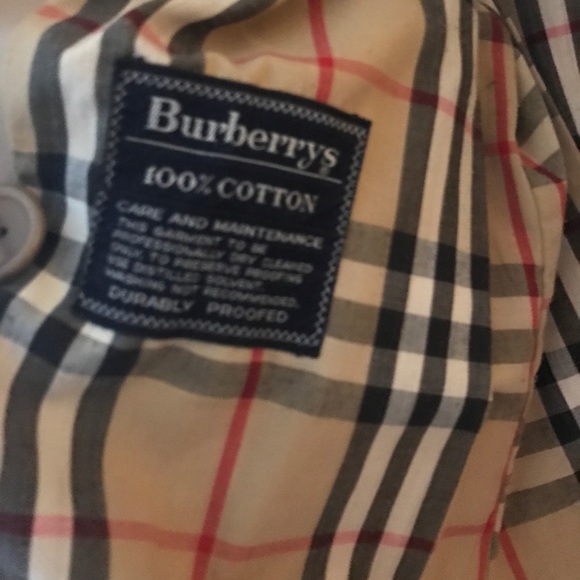 Burberrys
100% COTTON
CARE AND MAINTENANCE
THIS GARMENT TO BE
PROFESSIONALLY DRY CLEANED
ONLY. TO PRESERVE PROOFING
USE DISTILLED SOLVENT.
WASHING NOT RECOMMENDED.
DURABLY PROOFED